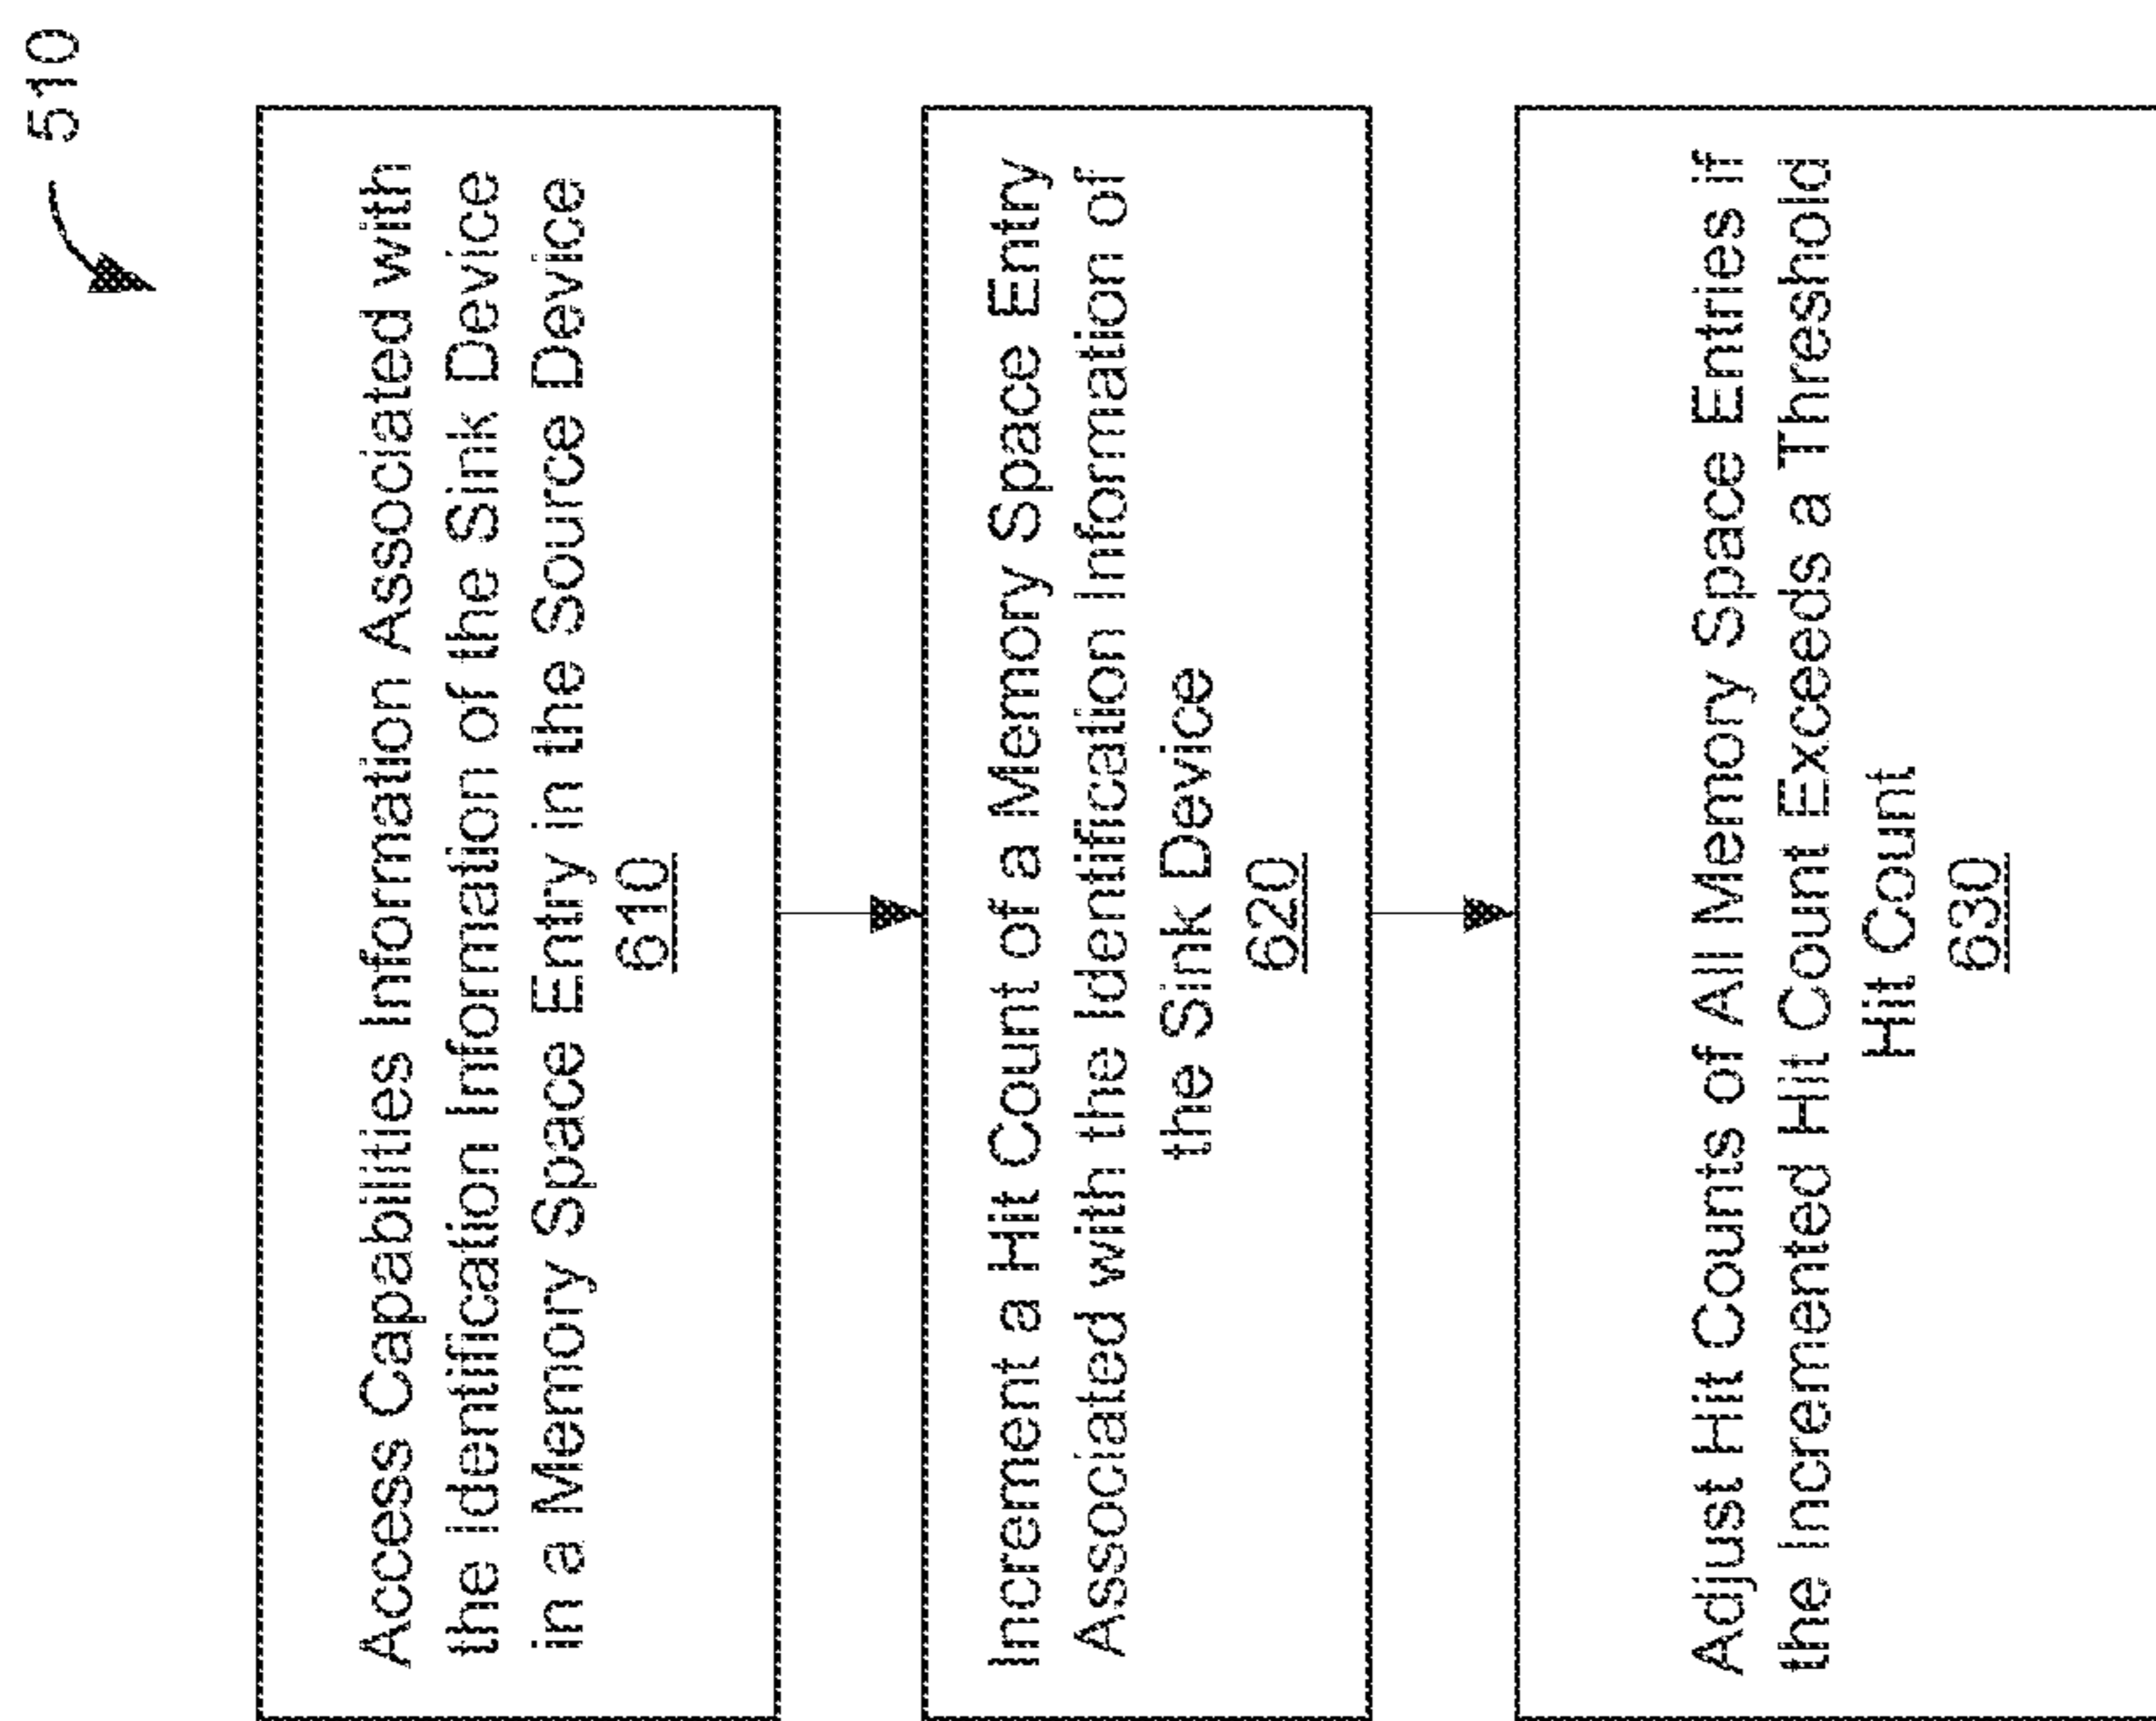 510
Access Capabilities Information Associated with
the Identification Information of the Sink Device
in a Memory Space Entry in the Source Device
610
Increment a Hit Count of a Memory Space Entry
Associated with the Identification Information of
the Sink Device
620
Adjust Hit Counts of All Memory Space Entries if
the Incremented Hit Count Exceeds a Threshold
Hit Count
630